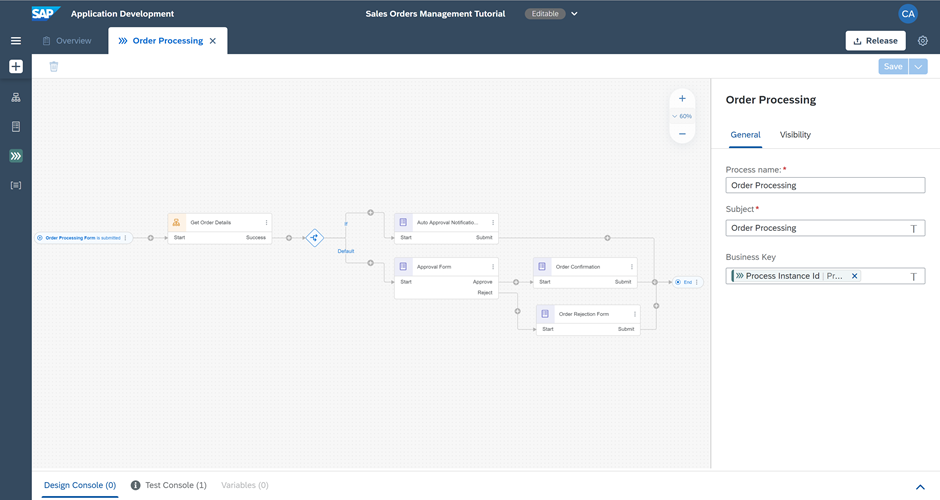 SAP Application Development Sales Orders Management Tutorial Editable CA
Overview Order Processing Release
Save
Order Processing
60%
General Visibility
Process name:*
Order Processing
Subject*
Order Processing
Business Key
Process Instance Id | Pr...
Get Order Details
Start Success
Order Processing Form is submitted
Default
Auto Approval Notificatio...
Start Submit
Approval Form
Start Approve
Reject
Order Confirmation
Start Submit
End
Order Rejection Form
Start Submit
Design Console (0) Test Console (1) Variables (0)